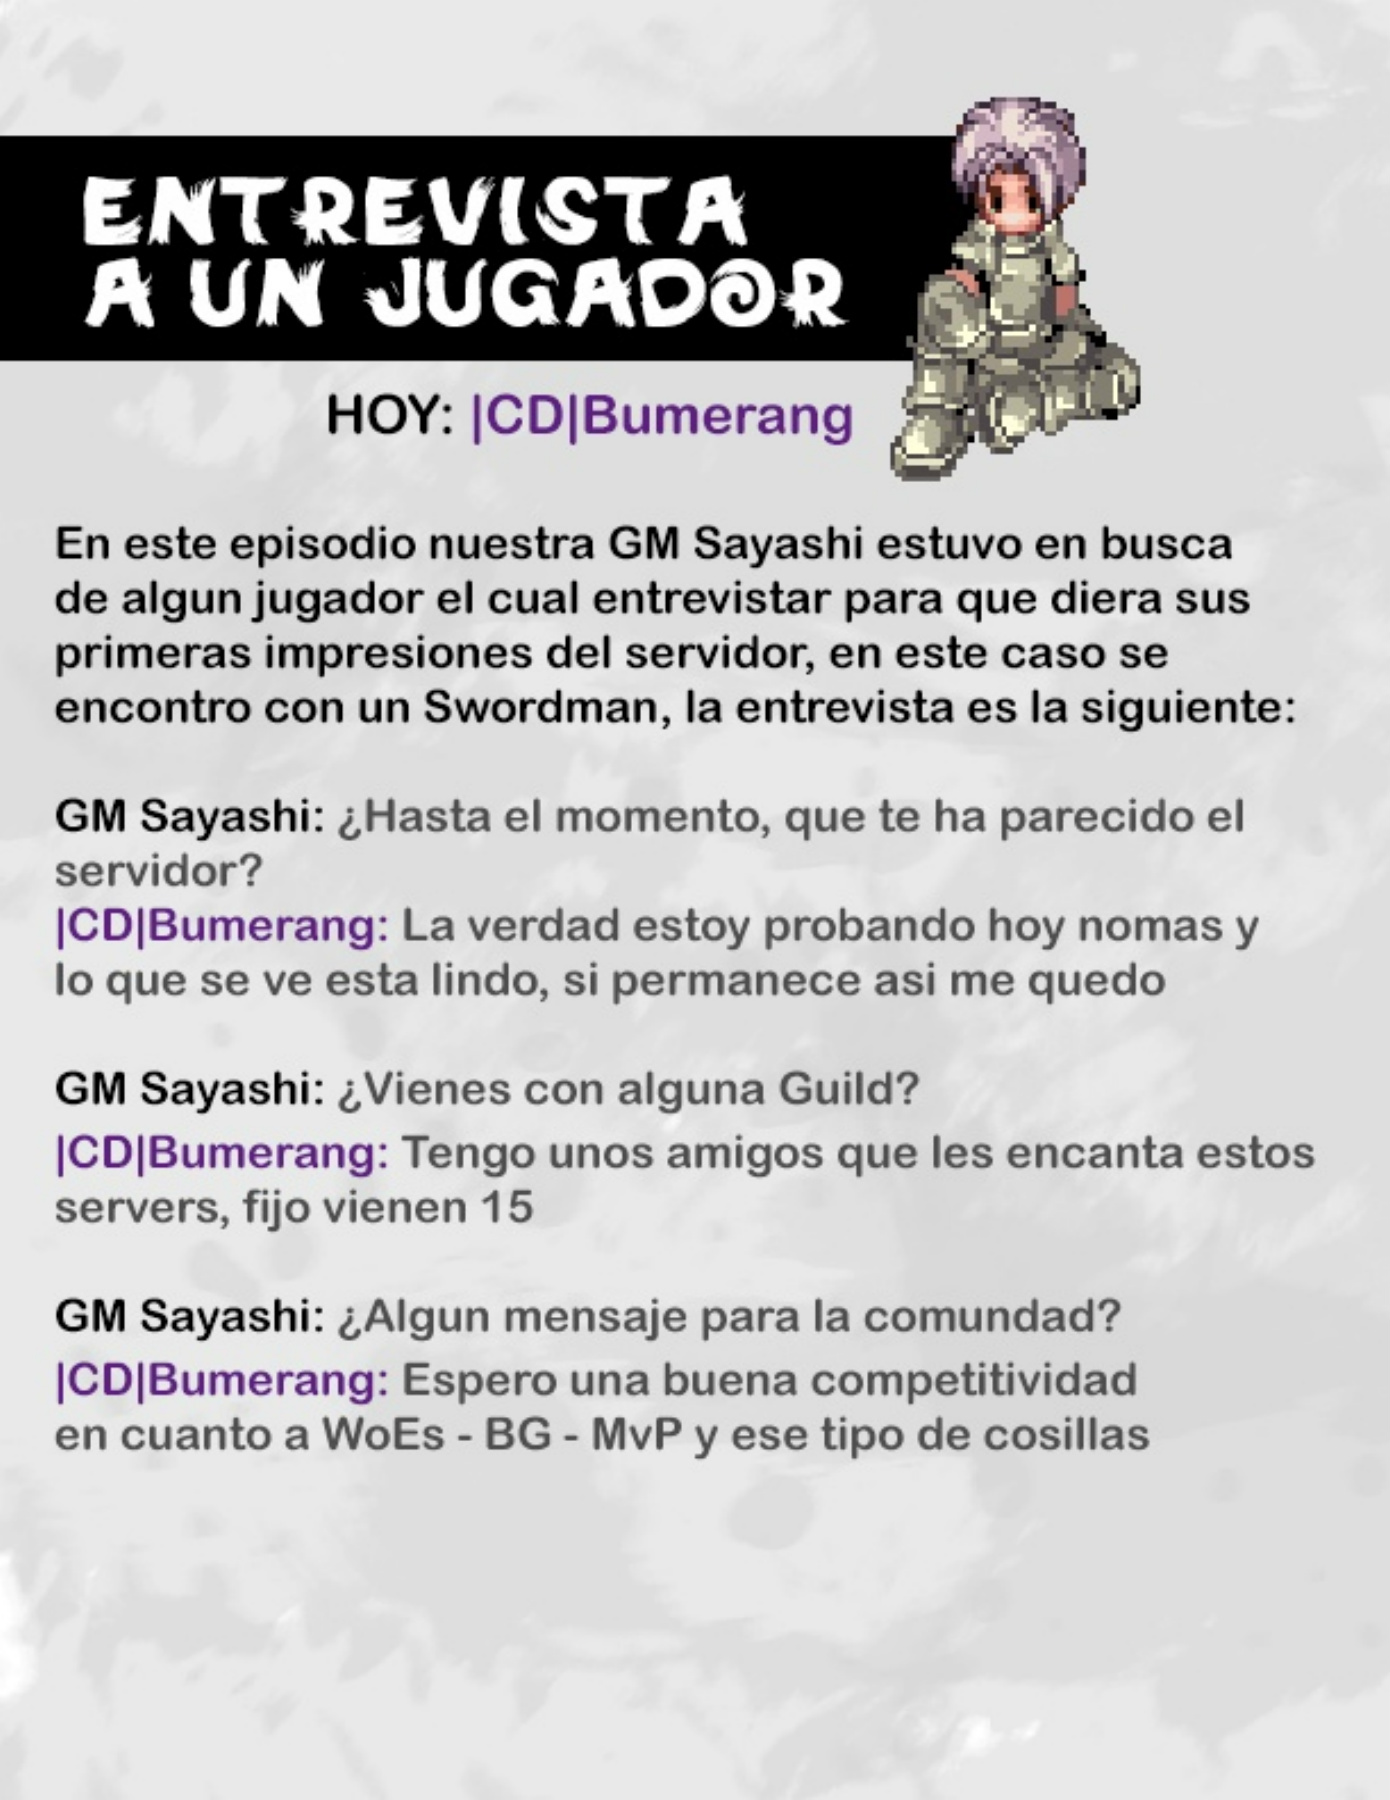 ENTREVISTA
A UN JUGADOR
HOY: |CD|Bumerang
En este episodio nuestra GM Sayashi estuvo en busca
de algun jugador el cual entrevistar para que diera sus
primeras impresiones del servidor, en este caso se
encontro con un Swordman, la entrevista es la siguiente:
GM Sayashi: ¿Hasta el momento, que te ha parecido el
servidor?
|CD|Bumerang: La verdad estoy probando hoy nomas y
lo que se ve esta lindo, si permanece asi me quedo
GM Sayashi: ¿Vienes con alguna Guild?
|CD|Bumerang: Tengo unos amigos que les encanta estos
servers, fijo vienen 15
GM Sayashi: ¿Algun mensaje para la comundad?
|CD|Bumerang: Espero una buena competitividad
en cuanto a WoEs - BG - MvP y ese tipo de cosillas